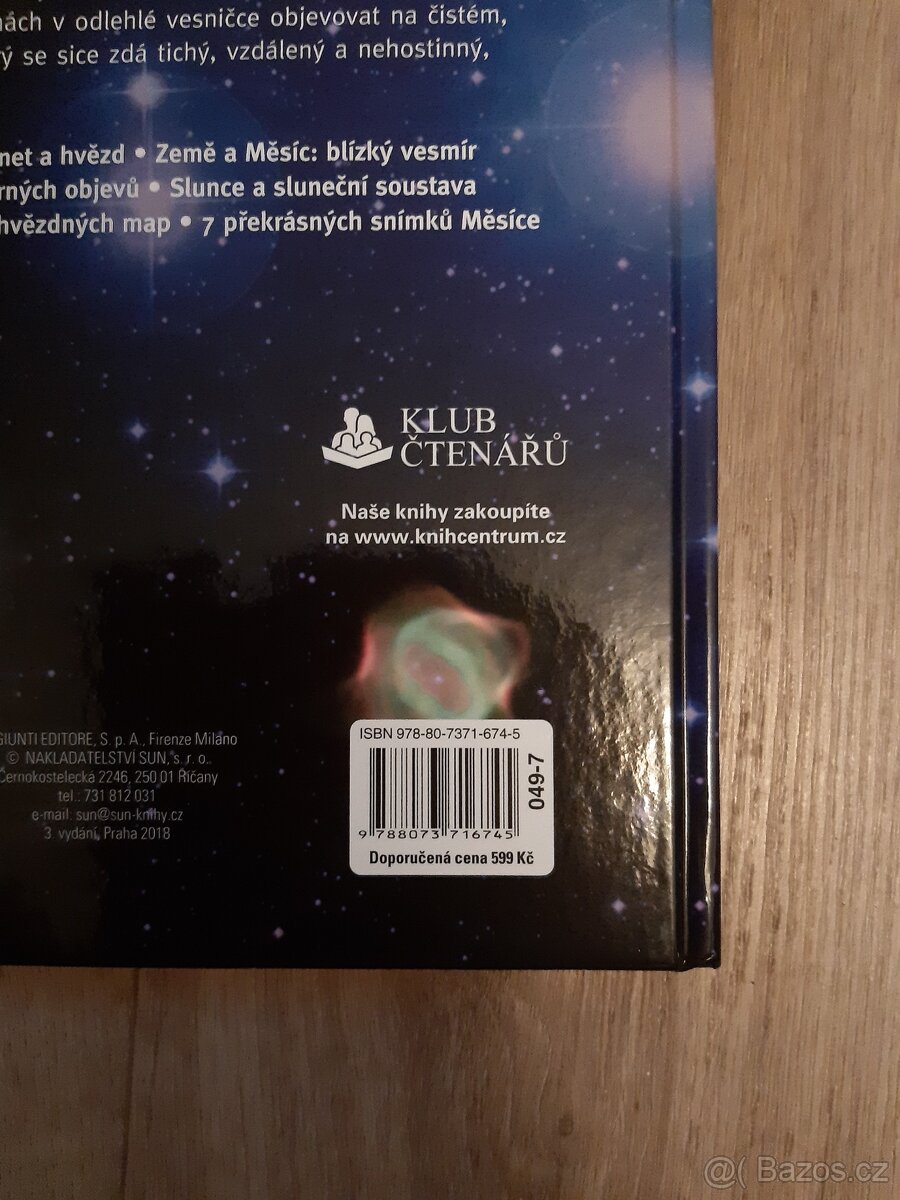 nách v odlehlé vesničce objevovat na čistém,
ý se sice zdá tichý, vzdálený a nehostinný,
net a hvězd • Země a Měsíc: blízký vesmír
rných objevů • Slunce a sluneční soustava
hvězdných map • 7 překrásných snímků Měsíce
KLUB
ČTENÁŘŮ
Naše knihy zakoupíte
na www.knihcentrum.cz
GIUNTI EDITORE, S. p. A., Firenze Miláno
© NAKLADATELSTVÍ SUN, s. r. o.
Černokostelecká 2246, 250 01 Říčany
tel.: 731 812 031
e-mail: sun@sun-knihy.cz
3. vydání, Praha 2018
ISBN 978-80-7371-674-5
049-7
9 788073 716745
Doporučená cena 599 Kč
@( Bazos.cz